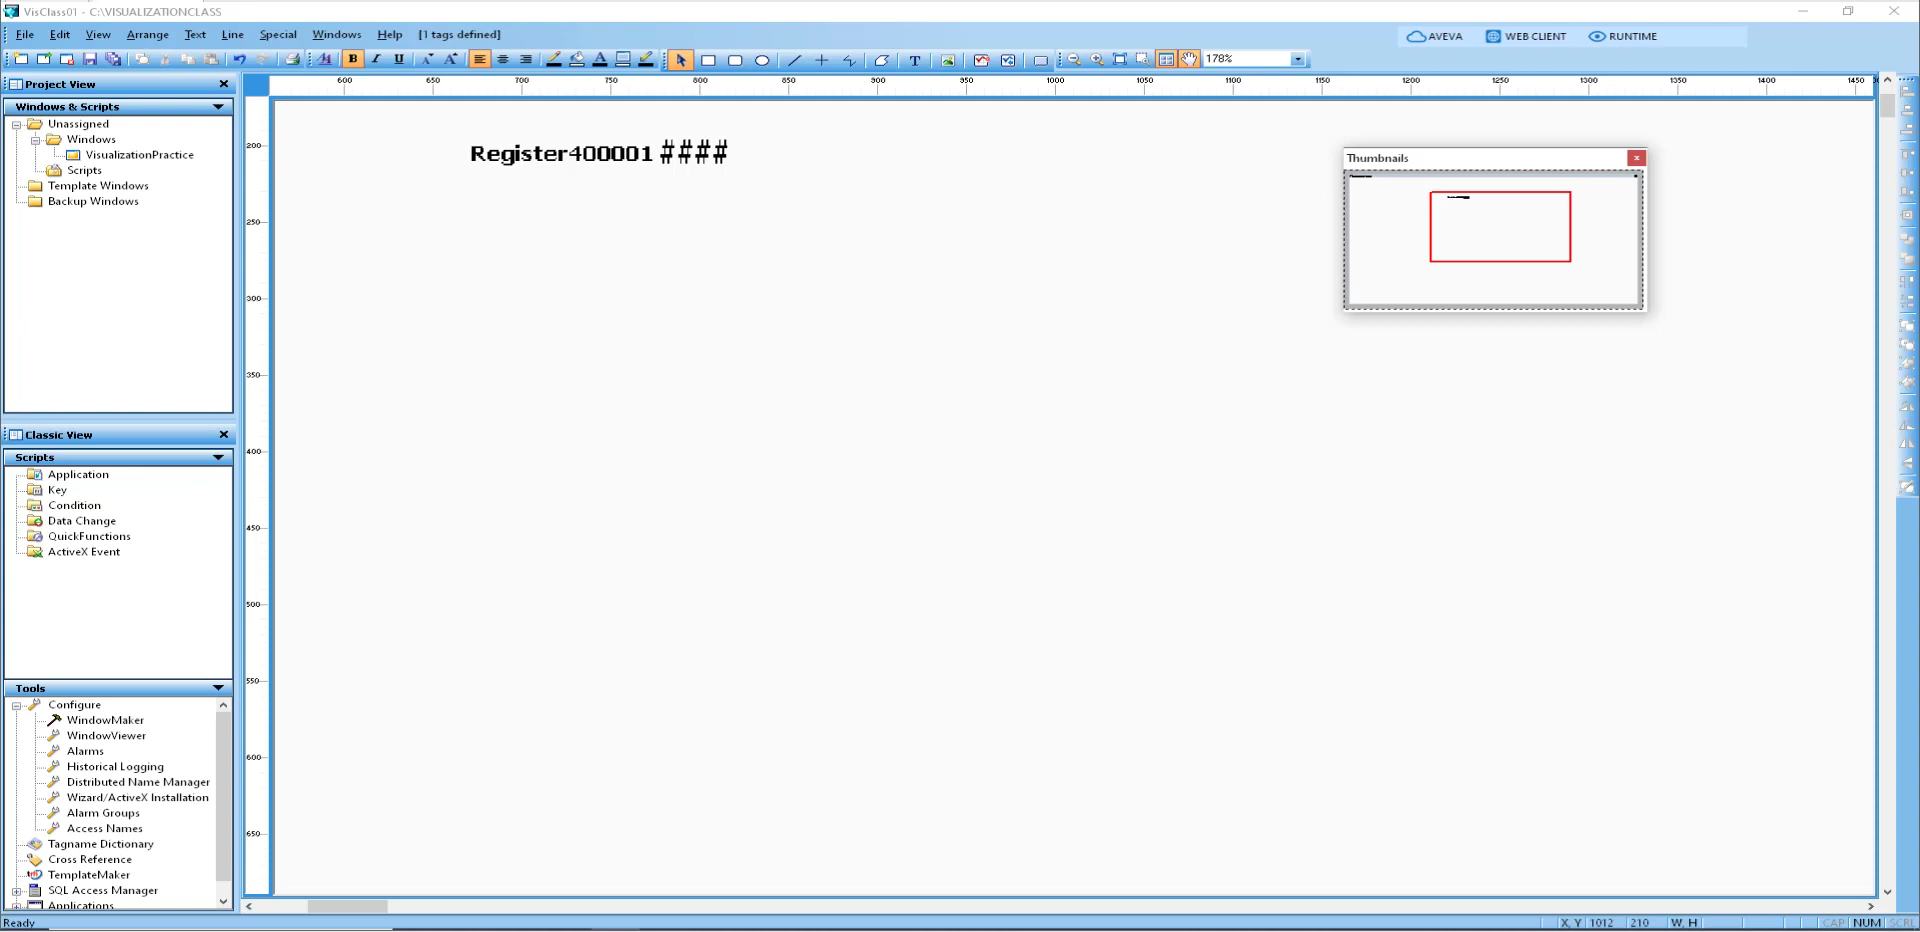 VisClass01 - C:\VISUALIZATIONCLASS
File Edit View Arrange Text Line Special Windows Help [1 tags defined]
AVEVA WEB CLIENT RUNTIME
178%
Project View
Windows & Scripts
Unassigned
Windows
VisualizationPractice
Scripts
Template Windows
Backup Windows
Classic View
Scripts
Application
Key
Condition
Data Change
QuickFunctions
ActiveX Event
Tools
Configure
WindowMaker
WindowViewer
Alarms
Historical Logging
Distributed Name Manager
Wizard/ActiveX Installation
Alarm Groups
Access Names
Tagname Dictionary
Cross Reference
TemplateMaker
SQL Access Manager
Applications
600 650 700 750 800 850 900 950 1000 1050 1100 1150 1200 1250 1300 1350 1400 1450
200
250
300
350
400
450
500
550
600
650
Register400001 ####
Thumbnails
Ready
X, Y 1012 210 W, H CAP NUM SCRL